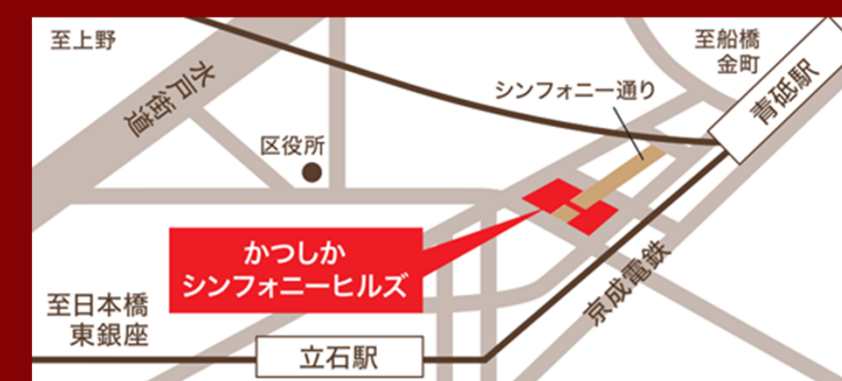 至上野
水戸街道
区役所
シンフォニー通り
至船橋
金町
青砥駅
かつしか
シンフォニーヒルズ
京成電鉄
至日本橋
東銀座
立石駅